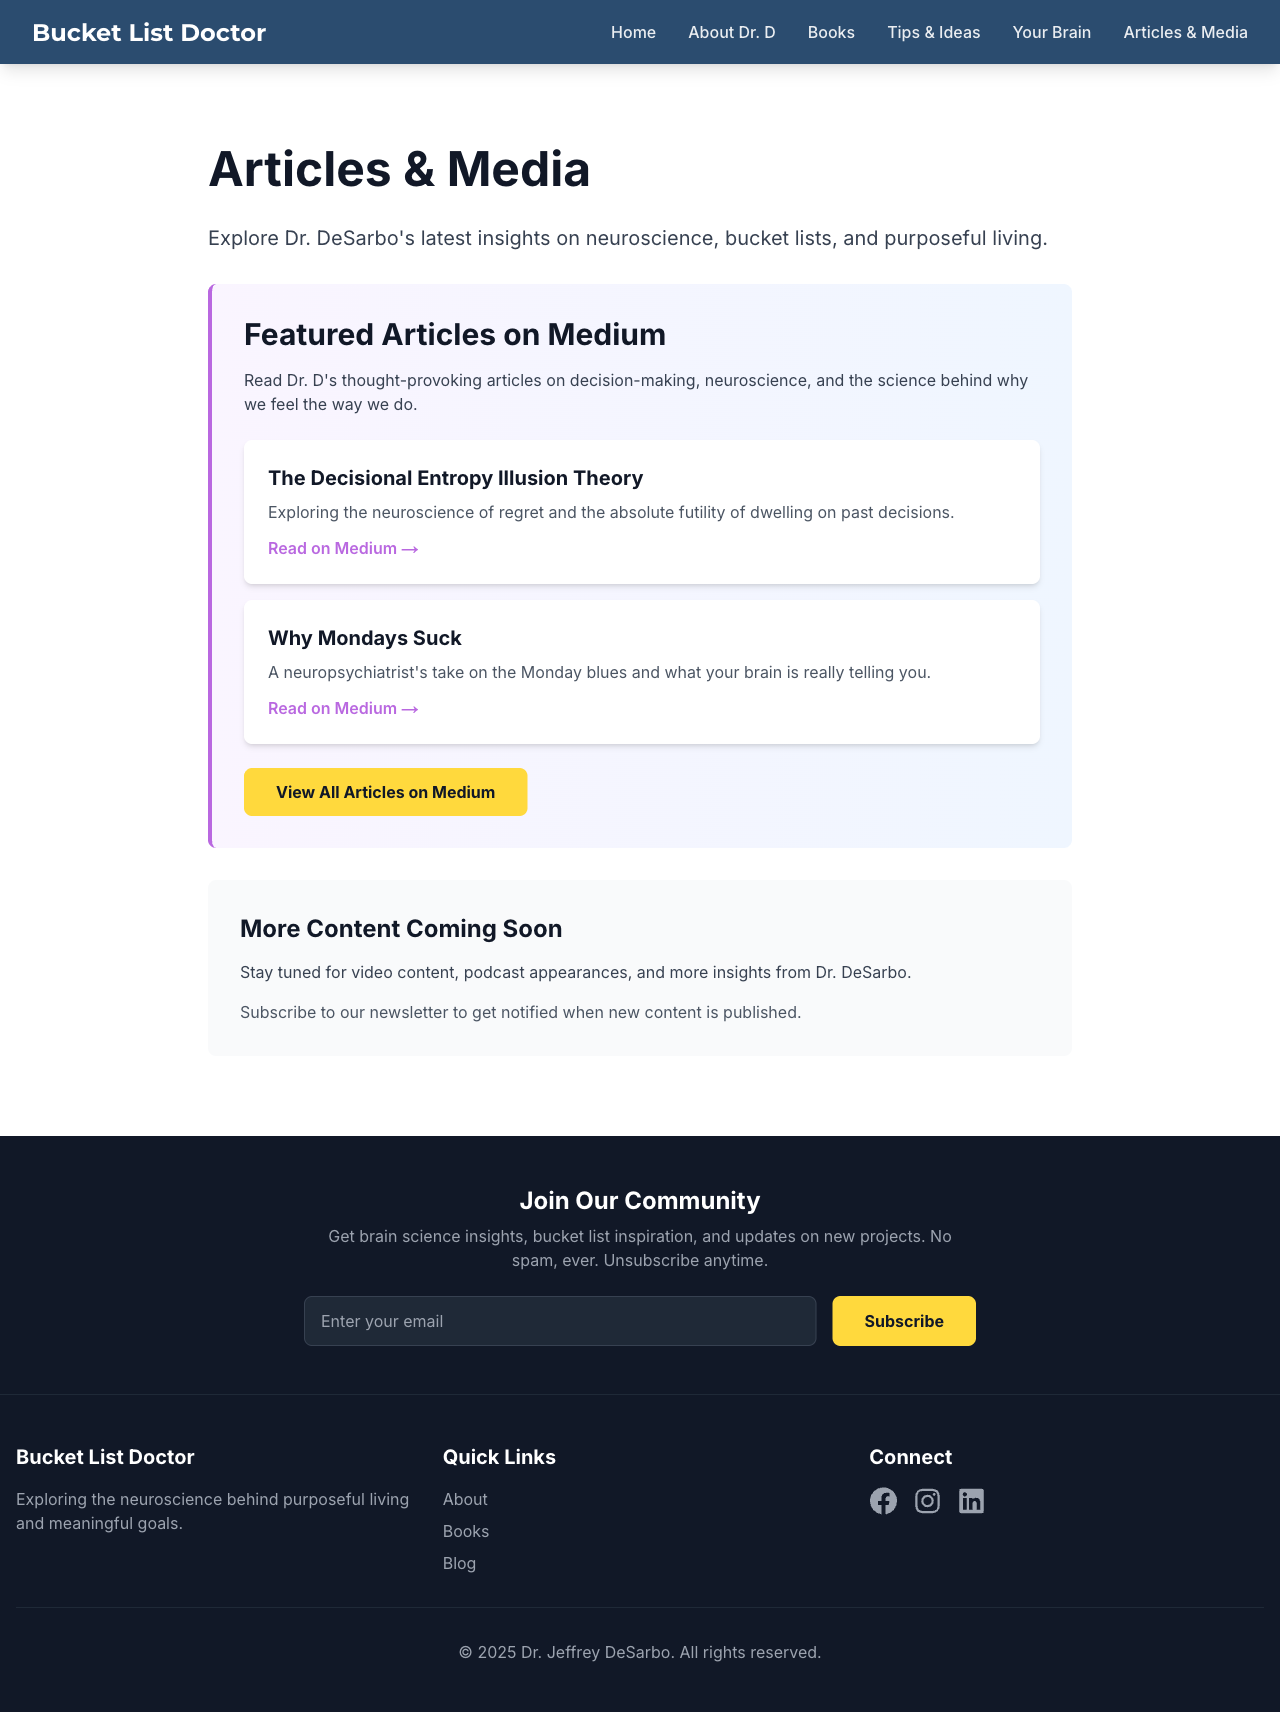 Bucket List Doctor
Home
About Dr. D
Books
Tips & Ideas
Your Brain
Articles & Media
Articles & Media
Explore Dr. DeSarbo's latest insights on neuroscience, bucket lists, and purposeful living.
Featured Articles on Medium
Read Dr. D's thought-provoking articles on decision-making, neuroscience, and the science behind why
we feel the way we do.
The Decisional Entropy Illusion Theory
Exploring the neuroscience of regret and the absolute futility of dwelling on past decisions.
Read on Medium →
Why Mondays Suck
A neuropsychiatrist's take on the Monday blues and what your brain is really telling you.
Read on Medium →
View All Articles on Medium
More Content Coming Soon
Stay tuned for video content, podcast appearances, and more insights from Dr. DeSarbo.
Subscribe to our newsletter to get notified when new content is published.
Join Our Community
Get brain science insights, bucket list inspiration, and updates on new projects. No
spam, ever. Unsubscribe anytime.
Enter your email
Subscribe
Bucket List Doctor
Exploring the neuroscience behind purposeful living
and meaningful goals.
Quick Links
About
Books
Blog
Connect
© 2025 Dr. Jeffrey DeSarbo. All rights reserved.